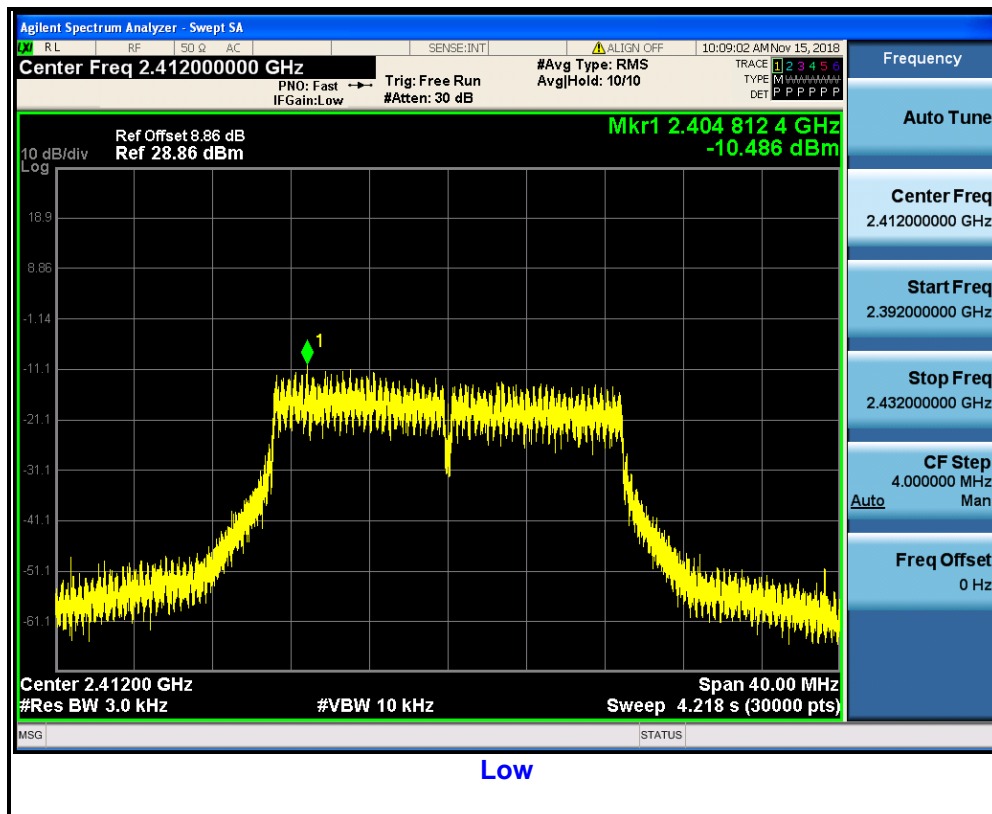 Agilent Spectrum Analyzer - Swept SA
LXI RL RF 50 Ω AC SENSE:INT ALIGN OFF 10:09:02 AM Nov 15, 2018
Center Freq 2.412000000 GHz
PNO: Fast
IFGain:Low
Trig: Free Run
#Atten: 30 dB
#Avg Type: RMS
Avg|Hold: 10/10
TRACE 1 2 3 4 5 6
TYPE M
DET P P P P P P
Mkr1 2.404 812 4 GHz
-10.486 dBm
Ref Offset 8.86 dB
10 dB/div Ref 28.86 dBm
Log
18.9
8.86
-1.14
-11.1
-21.1
-31.1
-41.1
-51.1
-61.1
1
Center 2.41200 GHz Span 40.00 MHz
#Res BW 3.0 kHz #VBW 10 kHz Sweep 4.218 s (30000 pts)
MSG STATUS
Frequency
Auto Tune
Center Freq
2.412000000 GHz
Start Freq
2.392000000 GHz
Stop Freq
2.432000000 GHz
CF Step
4.000000 MHz
Auto Man
Freq Offset
0 Hz
Low